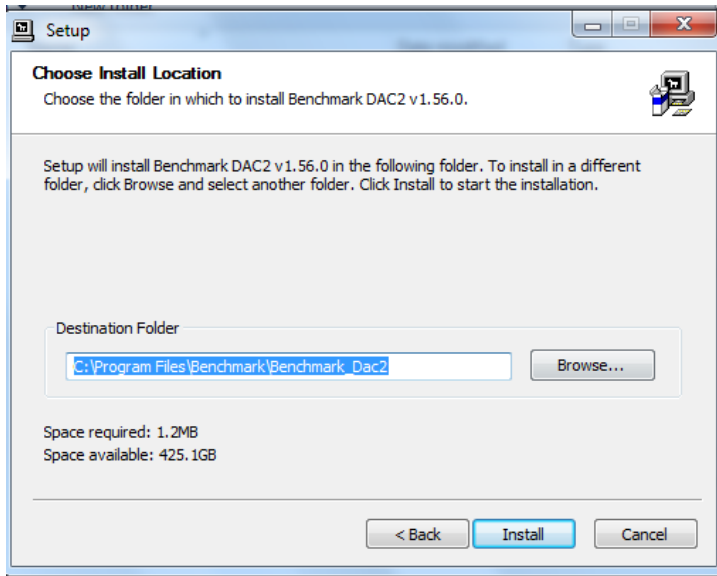 New folder
Setup
Choose Install Location
Choose the folder in which to install Benchmark DAC2 v1.56.0.
Setup will install Benchmark DAC2 v1.56.0 in the following folder. To install in a different
folder, click Browse and select another folder. Click Install to start the installation.
Destination Folder
C:\Program Files\Benchmark\Benchmark_Dac2
Browse...
Space required: 1.2MB
Space available: 425.1GB
< Back
Install
Cancel